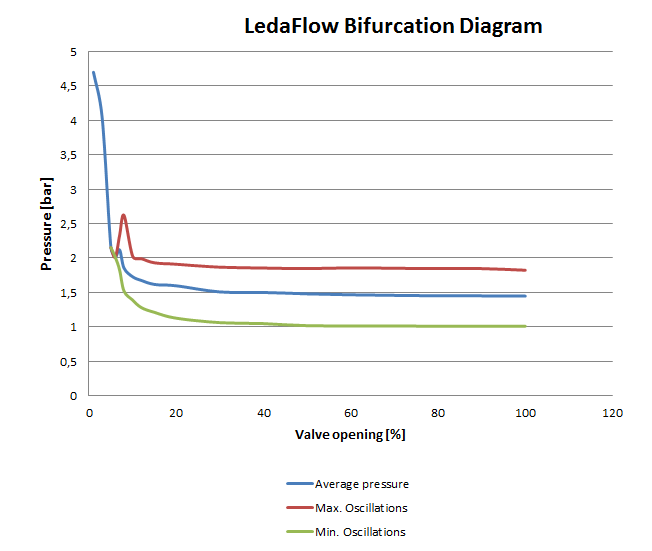 LedaFlow Bifurcation Diagram
5
4,5
4
3,5
3
2,5
2
1,5
1
0,5
0
Pressure [bar]
0 20 40 60 80 100 120
Valve opening [%]
Average pressure
Max. Oscillations
Min. Oscillations